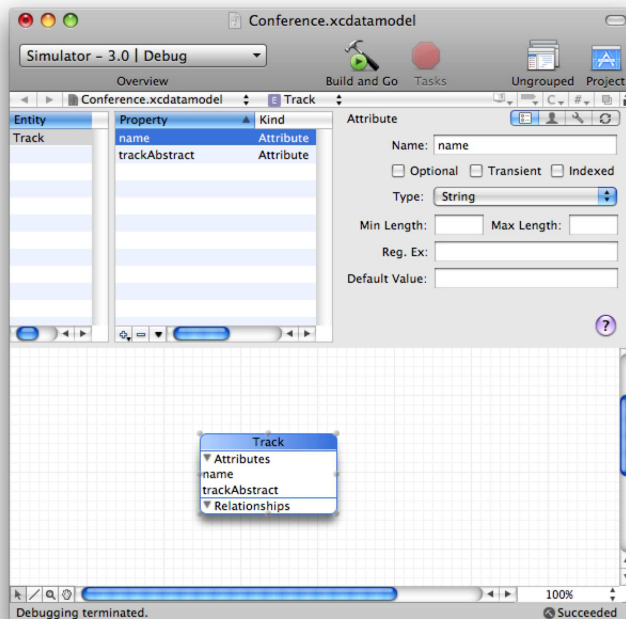 Conference.xcdatamodel
Simulator - 3.0 | Debug
Overview
Build and Go
Tasks
Ungrouped
Project
Conference.xcdatamodel
E Track
C
#
Entity
Track
Property
Kind
name
Attribute
trackAbstract
Attribute
Attribute
Name: name
Optional
Transient
Indexed
Type: String
Min Length:
Max Length:
Reg. Ex:
Default Value:
?
Track
Attributes
name
trackAbstract
Relationships
100%
Debugging terminated.
Succeeded